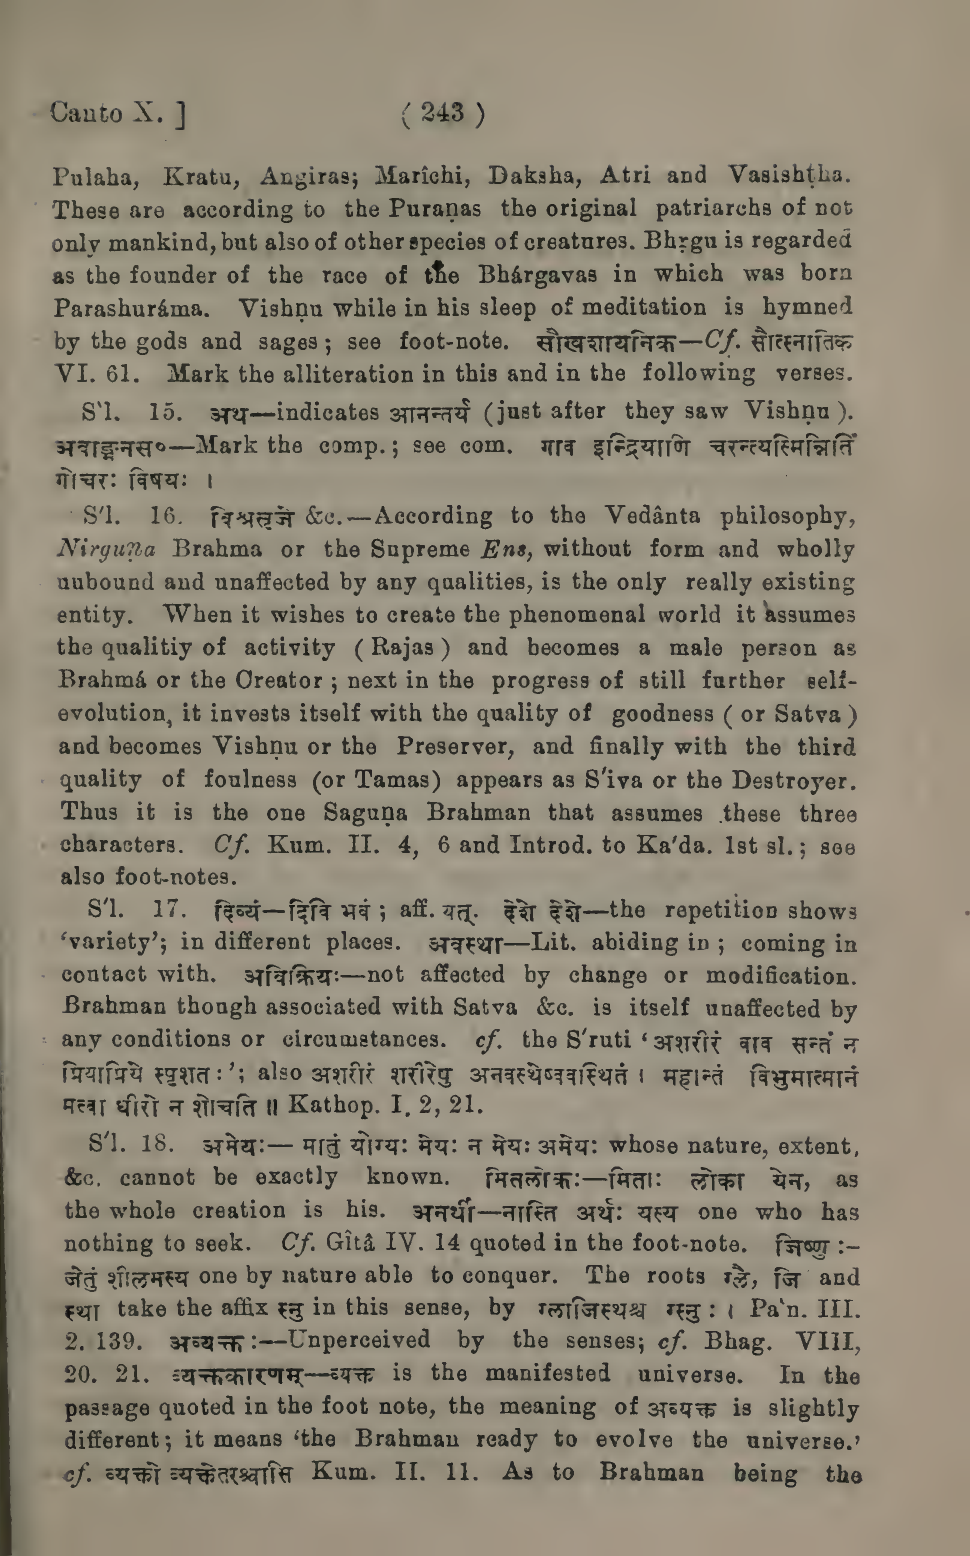 Canto X. ] ( 243 )
Pulaha, Kratu, Angiras; Marîchi, Daksha, Atri and Vasishṭha.
These are according to the Puraṇas the original patriarchs of not
only mankind, but also of other species of creatures. Bhṛgu is regarded
as the founder of the race of the Bhárgavas in which was born
Parashuráma. Vishṇu while in his sleep of meditation is hymned
by the gods and sages; see foot-note. सौखशायनिक—Cf. सौस्नातिक
VI. 61. Mark the alliteration in this and in the following verses.
S'l. 15. अथ—indicates आनन्तर्य (just after they saw Vishṇu ).
अवाङ्मनस०—Mark the comp.; see com. गाव इन्द्रियाणि चरन्त्यस्मिन्निति
गोचरः विषयः ।
S'l. 16. विश्वसृजे &c.—According to the Vedânta philosophy,
Nirguṇa Brahma or the Supreme Ens, without form and wholly
unbound and unaffected by any qualities, is the only really existing
entity. When it wishes to create the phenomenal world it assumes
the qualitiy of activity ( Rajas ) and becomes a male person as
Brahmá or the Creator ; next in the progress of still further self-
evolution, it invests itself with the quality of goodness ( or Satva )
and becomes Vishṇu or the Preserver, and finally with the third
quality of foulness (or Tamas) appears as S'iva or the Destroyer.
Thus it is the one Saguṇa Brahman that assumes these three
characters. Cf. Kum. II. 4, 6 and Introd. to Ka'da. 1st sl.; see
also foot-notes.
S'l. 17. दिव्यं—दिवि भवं ; aff. यत्. देशे देशे—the repetition shows
'variety'; in different places. अवस्था—Lit. abiding in ; coming in
contact with. अविक्रियः—not affected by change or modification.
Brahman though associated with Satva &c. is itself unaffected by
any conditions or circumstances. cf. the S'ruti ' अशरीरं वाव सन्तं न
प्रियाप्रिये स्पृशतः'; also अशरीरं शरीरेषु अनवस्थेष्ववस्थितं । महान्तं विभुमात्मानं
मत्वा धीरो न शोचति ॥ Kathop. I. 2, 21.
S'l. 18. अमेयः— मातुं योग्यः मेयः न मेयः अमेयः whose nature, extent,
&c. cannot be exactly known. मितलोकः—मिताः लोका येन, as
the whole creation is his. अनर्थी—नास्ति अर्थः यस्य one who has
nothing to seek. Cf. Gîtâ IV. 14 quoted in the foot-note. जिष्णु :–
जेतुं शीलमस्य one by nature able to conquer. The roots ग्लै, जि and
स्था take the affix स्नु in this sense, by ग्लाजिस्थश्च ग्स्नु : । Pa'n. III.
2. 139. अव्यक्त :—Unperceived by the senses; cf. Bhag. VIII,
20. 21. व्यक्तकारणम्—व्यक्त is the manifested universe. In the
passage quoted in the foot note, the meaning of अव्यक्त is slightly
different; it means 'the Brahman ready to evolve the universe.'
cf. व्यक्तो व्यक्तेतरश्चासि Kum. II. 11. As to Brahman being the